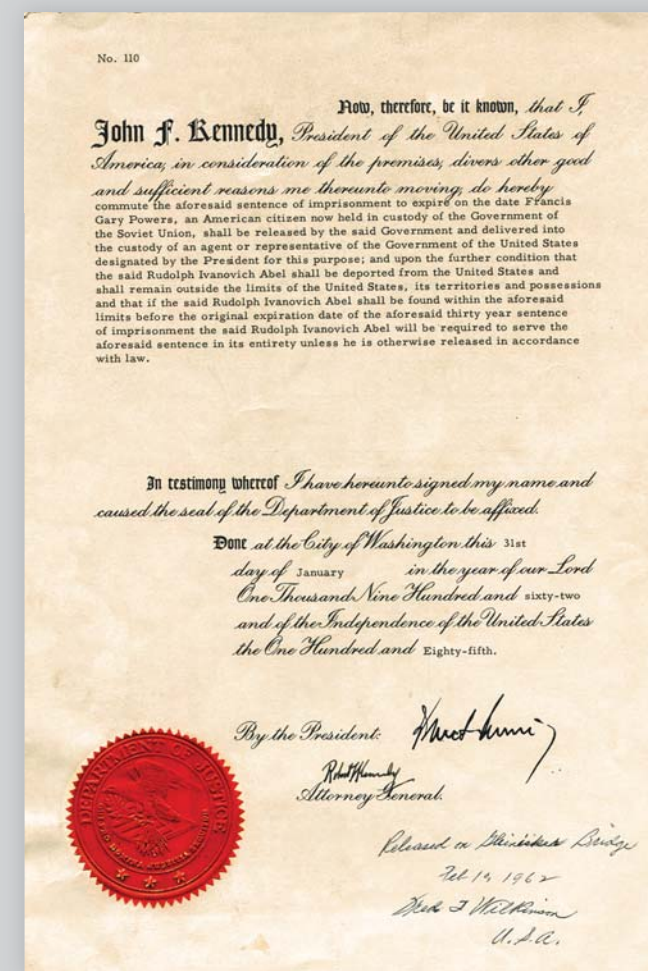 No. 110
Now, therefore, be it known, that I,
John F. Kennedy, President of the United States of
America, in consideration of the premises, divers other good
and sufficient reasons me thereunto moving, do hereby
commute the aforesaid sentence of imprisonment to expire on the date Francis
Gary Powers, an American citizen now held in custody of the Government of
the Soviet Union, shall be released by the said Government and delivered into
the custody of an agent or representative of the Government of the United States
designated by the President for this purpose; and upon the further condition that
the said Rudolph Ivanovich Abel shall be deported from the United States and
shall remain outside the limits of the United States, its territories and possessions
and that if the said Rudolph Ivanovich Abel shall be found within the aforesaid
limits before the original expiration date of the aforesaid thirty year sentence
of imprisonment the said Rudolph Ivanovich Abel will be required to serve the
aforesaid sentence in its entirety unless he is otherwise released in accordance
with law.
In testimony whereof I have hereunto signed my name and
caused the seal of the Department of Justice to be affixed.
Done at the City of Washington this 31st
day of January in the year of our Lord
One Thousand Nine Hundred and sixty-two
and of the Independence of the United States
the One Hundred and Eighty-fifth.
By the President:
Robert Kennedy
Attorney General.
DEPARTMENT OF JUSTICE
Released on Bridge
Feb 1962
Fred T Wilkinson
U.S.A.